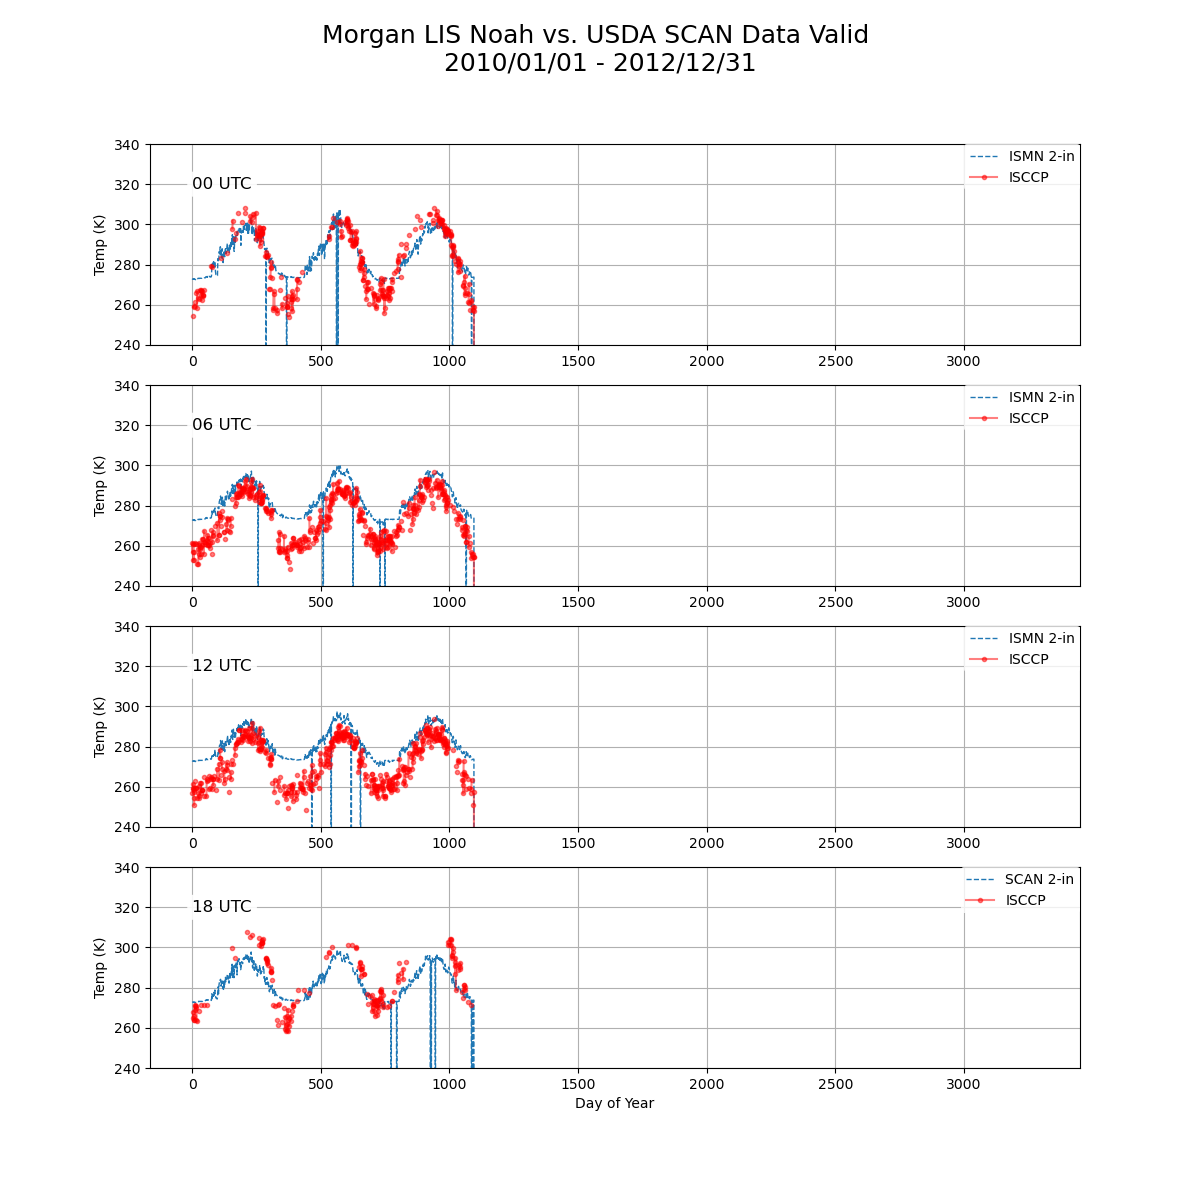 Morgan LIS Noah vs. USDA SCAN Data Valid
2010/01/01 - 2012/12/31
340
320
300
280
260
240
Temp (K)
00 UTC
ISMN 2-in
ISCCP
0 500 1000 1500 2000 2500 3000
340
320
300
280
260
240
Temp (K)
06 UTC
ISMN 2-in
ISCCP
0 500 1000 1500 2000 2500 3000
340
320
300
280
260
240
Temp (K)
12 UTC
ISMN 2-in
ISCCP
0 500 1000 1500 2000 2500 3000
340
320
300
280
260
240
Temp (K)
18 UTC
SCAN 2-in
ISCCP
0 500 1000 1500 2000 2500 3000
Day of Year